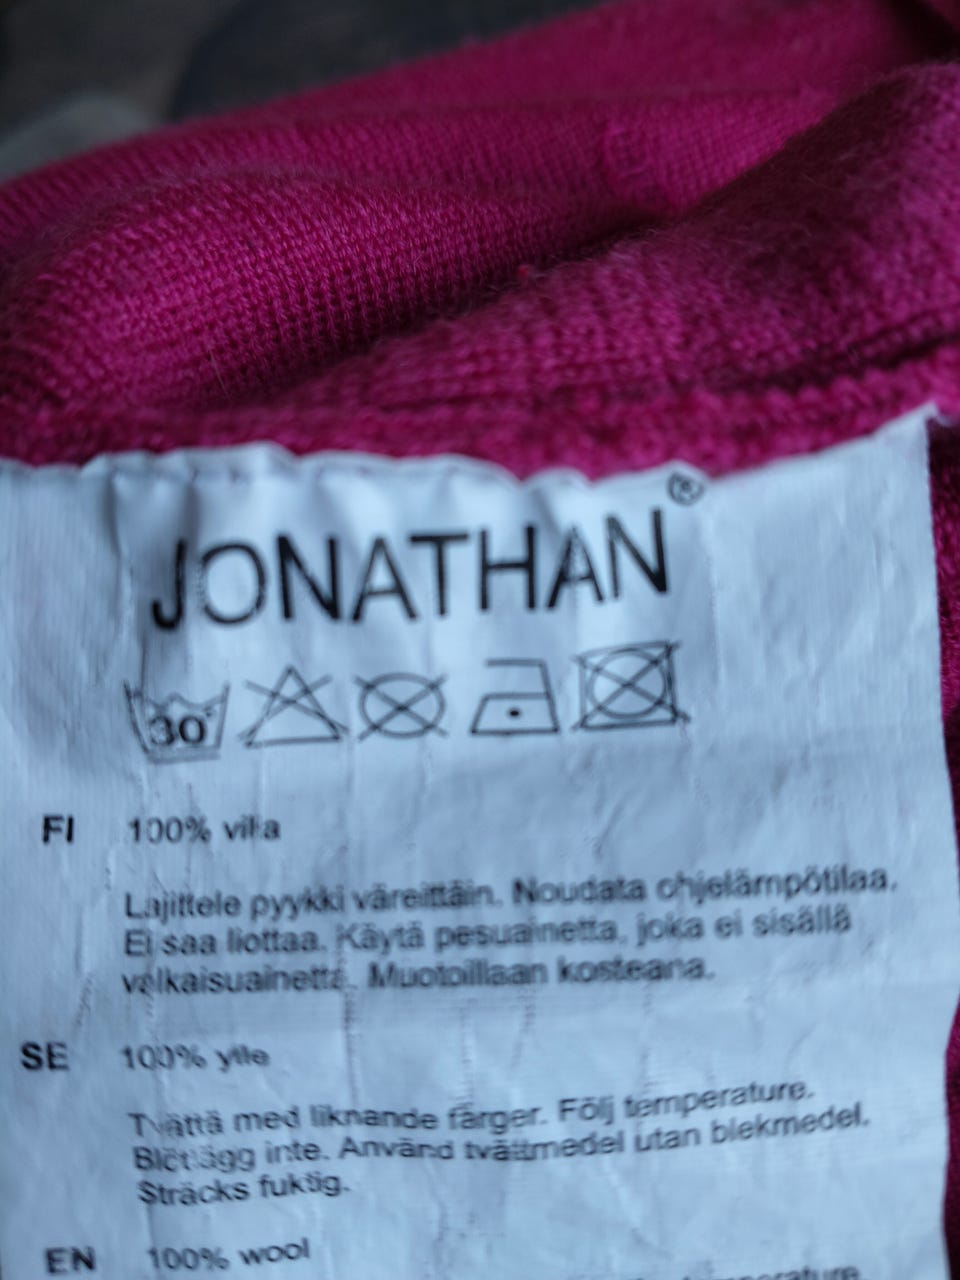 JONATHAN®
30
FI 100% villa
Lajittele pyykki väreittäin. Noudata ohjelämpötilaa.
Ei saa liottaa. Käytä pesuainetta, joka ei sisällä
valkaisuainetta. Muotoillaan kosteana.
SE 100% ylle
Tvättä med liknande färger. Följ temperature.
Blötlägg inte. Använd tvättmedel utan blekmedel.
Sträcks fuktig.
EN 100% wool
temperature